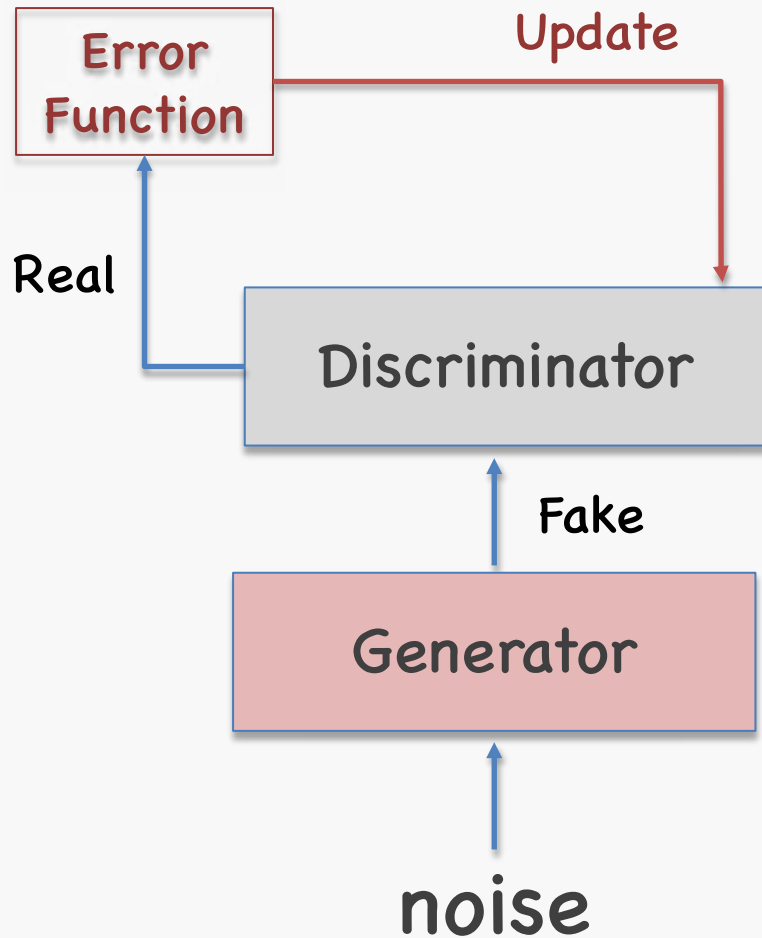 Error
Function
Update
Real
Discriminator
Fake
Generator
noise